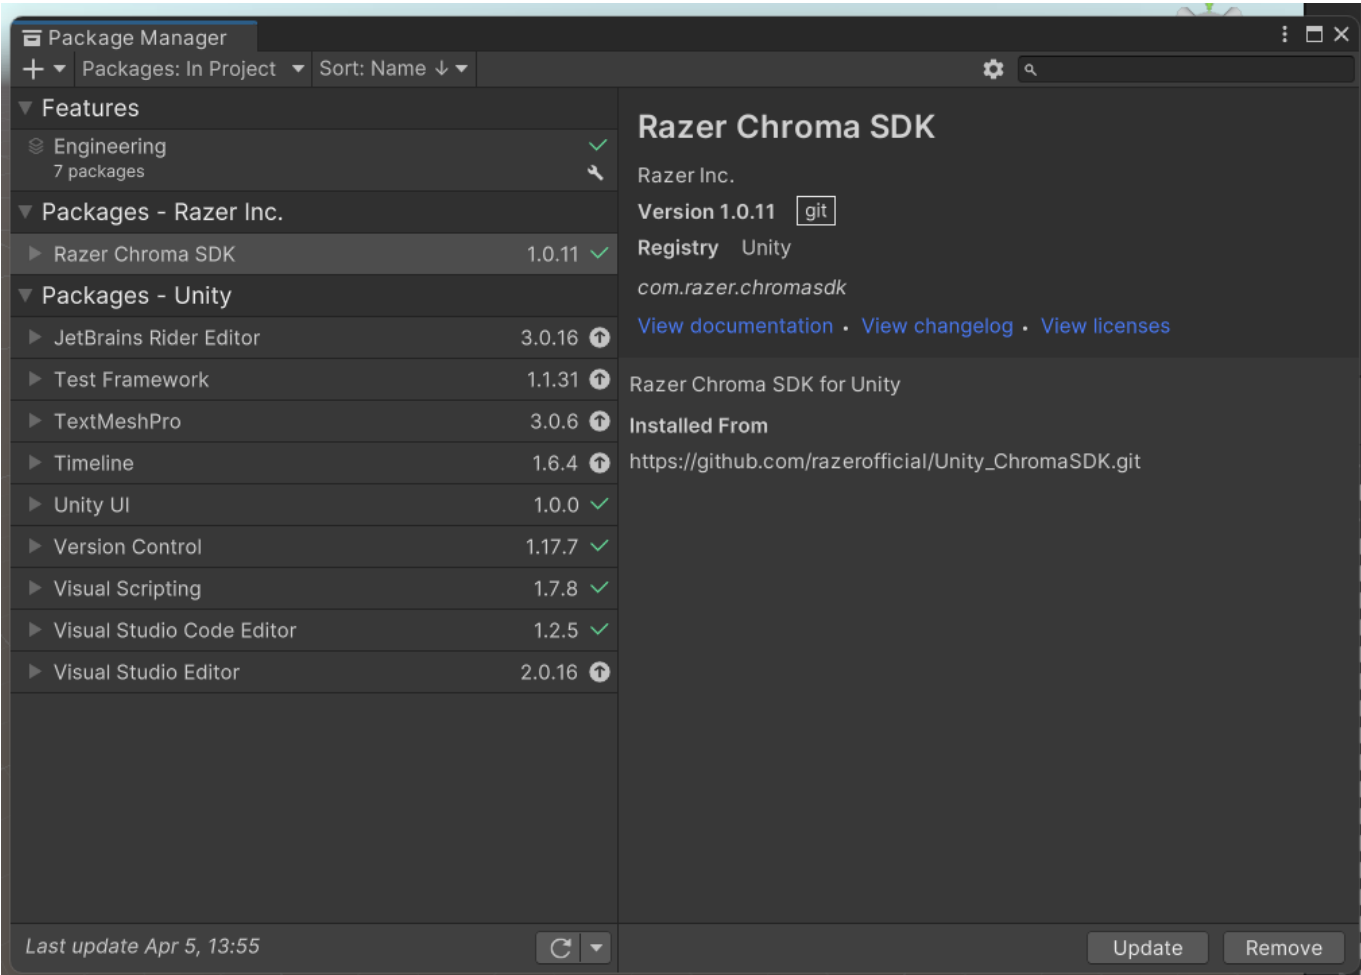 Package Manager
Packages: In Project Sort: Name ↓
Features
Engineering
7 packages
Packages - Razer Inc.
Razer Chroma SDK 1.0.11
Packages - Unity
JetBrains Rider Editor 3.0.16
Test Framework 1.1.31
TextMeshPro 3.0.6
Timeline 1.6.4
Unity UI 1.0.0
Version Control 1.17.7
Visual Scripting 1.7.8
Visual Studio Code Editor 1.2.5
Visual Studio Editor 2.0.16
Last update Apr 5, 13:55
Razer Chroma SDK
Razer Inc.
Version 1.0.11 git
Registry Unity
com.razer.chromasdk
View documentation • View changelog • View licenses
Razer Chroma SDK for Unity
Installed From
https://github.com/razerofficial/Unity_ChromaSDK.git
Update Remove